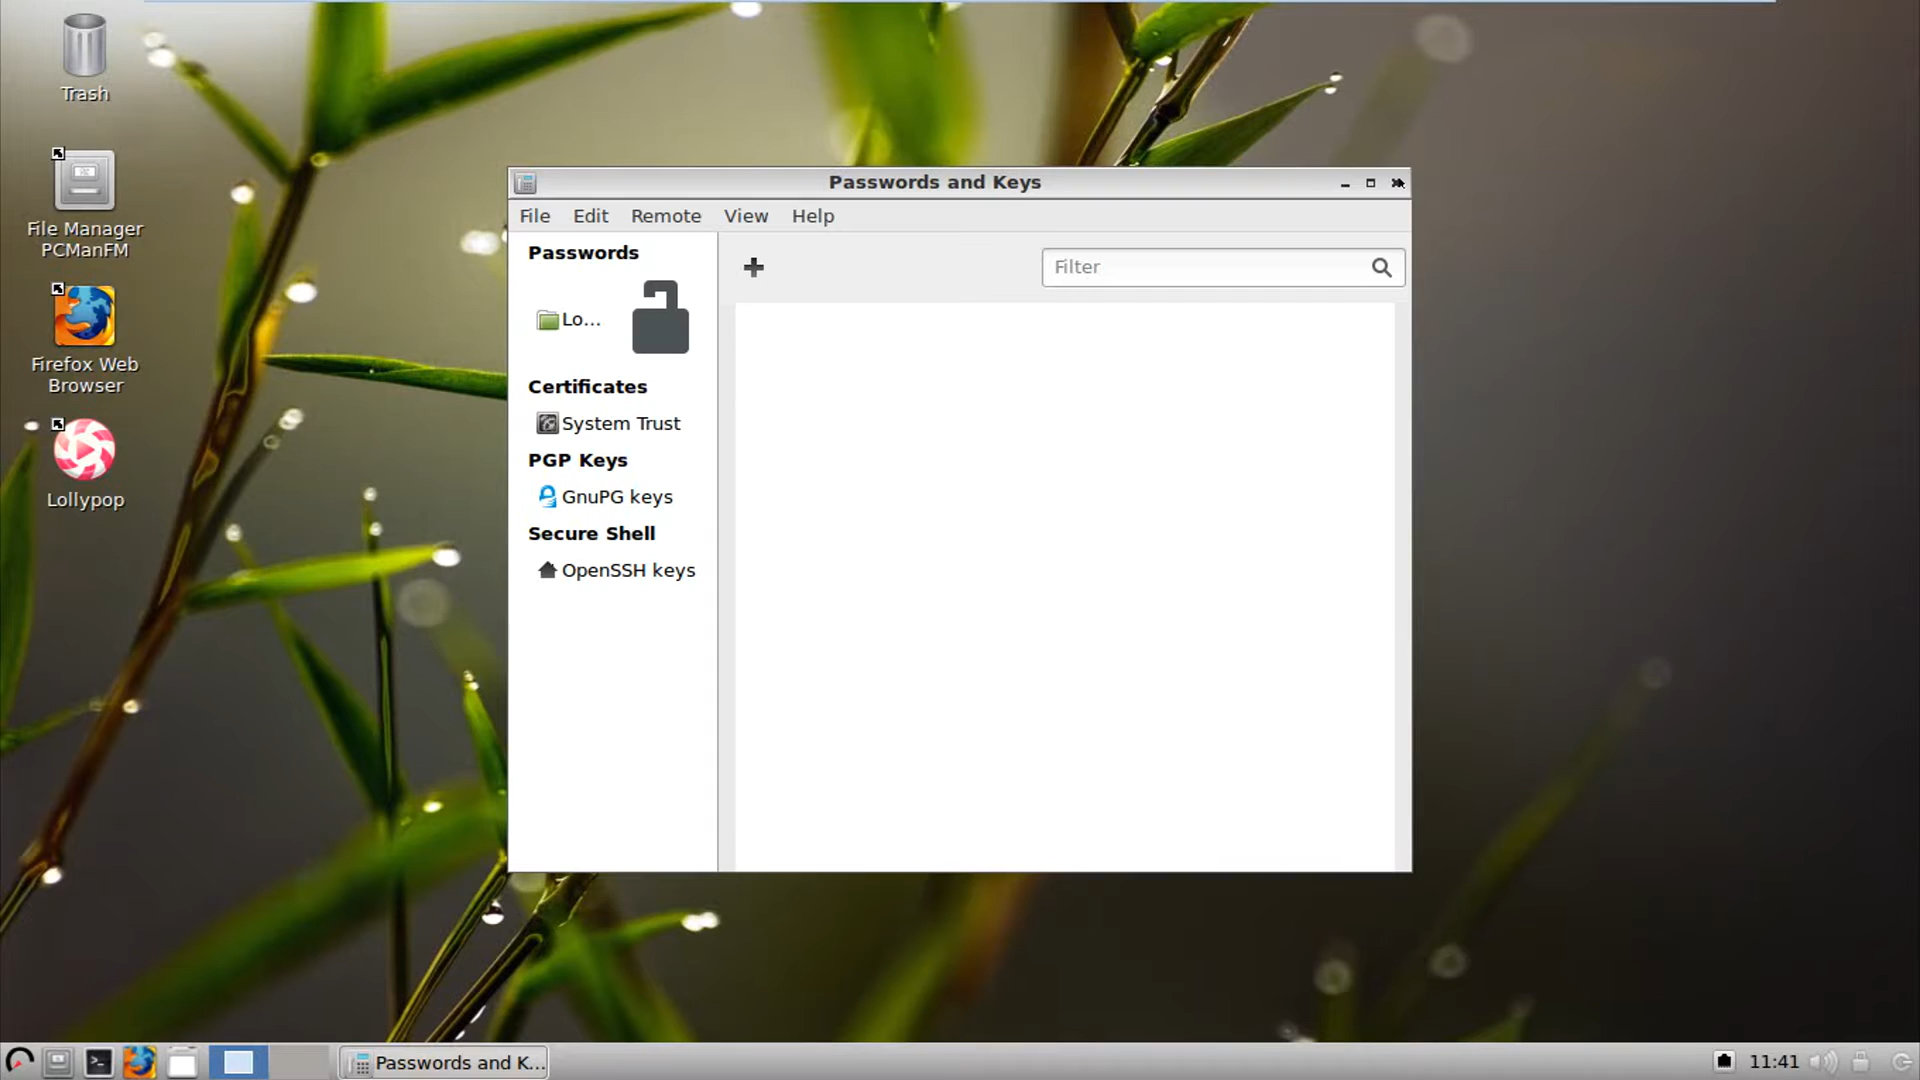 Trash
File Manager
PCManFM
Firefox Web
Browser
Lollypop
Passwords and Keys
File Edit Remote View Help
Passwords
Lo...
Filter
Certificates
System Trust
PGP Keys
GnuPG keys
Secure Shell
OpenSSH keys
Passwords and K...
11:41